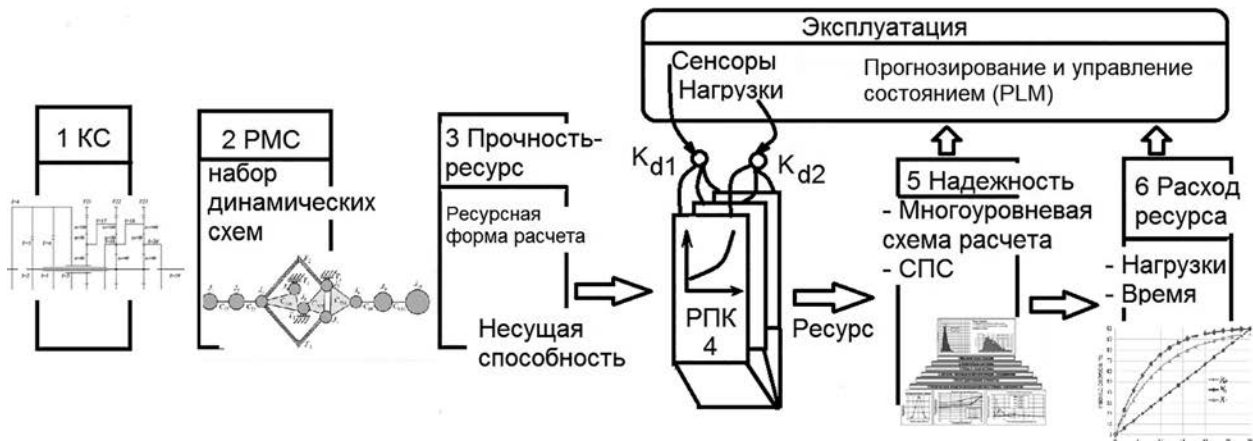 Эксплуатация
Сенсоры
Нагрузки
Прогнозирование и управление
состоянием (PLM)
1 КС
2 РМС
набор
динамических
схем
3 Прочность-
ресурс
Ресурсная
форма расчета
Несущая
способность
Kd1
Kd2
РПК
4
Ресурс
5 Надежность
- Многоуровневая
схема расчета
- СПС
6 Расход
ресурса
- Нагрузки
- Время